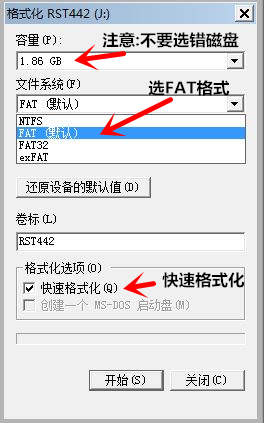 格式化 RST442 (J:)
容量(P):
注意:不要选错磁盘
1.86 GB
文件系统(F)
选FAT格式
FAT (默认)
NTFS
FAT (默认)
FAT32
exFAT
还原设备的默认值(D)
卷标(L)
RST442
格式化选项(O)
快速格式化(Q)
快速格式化
创建一个 MS-DOS 启动盘(M)
开始(S)
关闭(C)